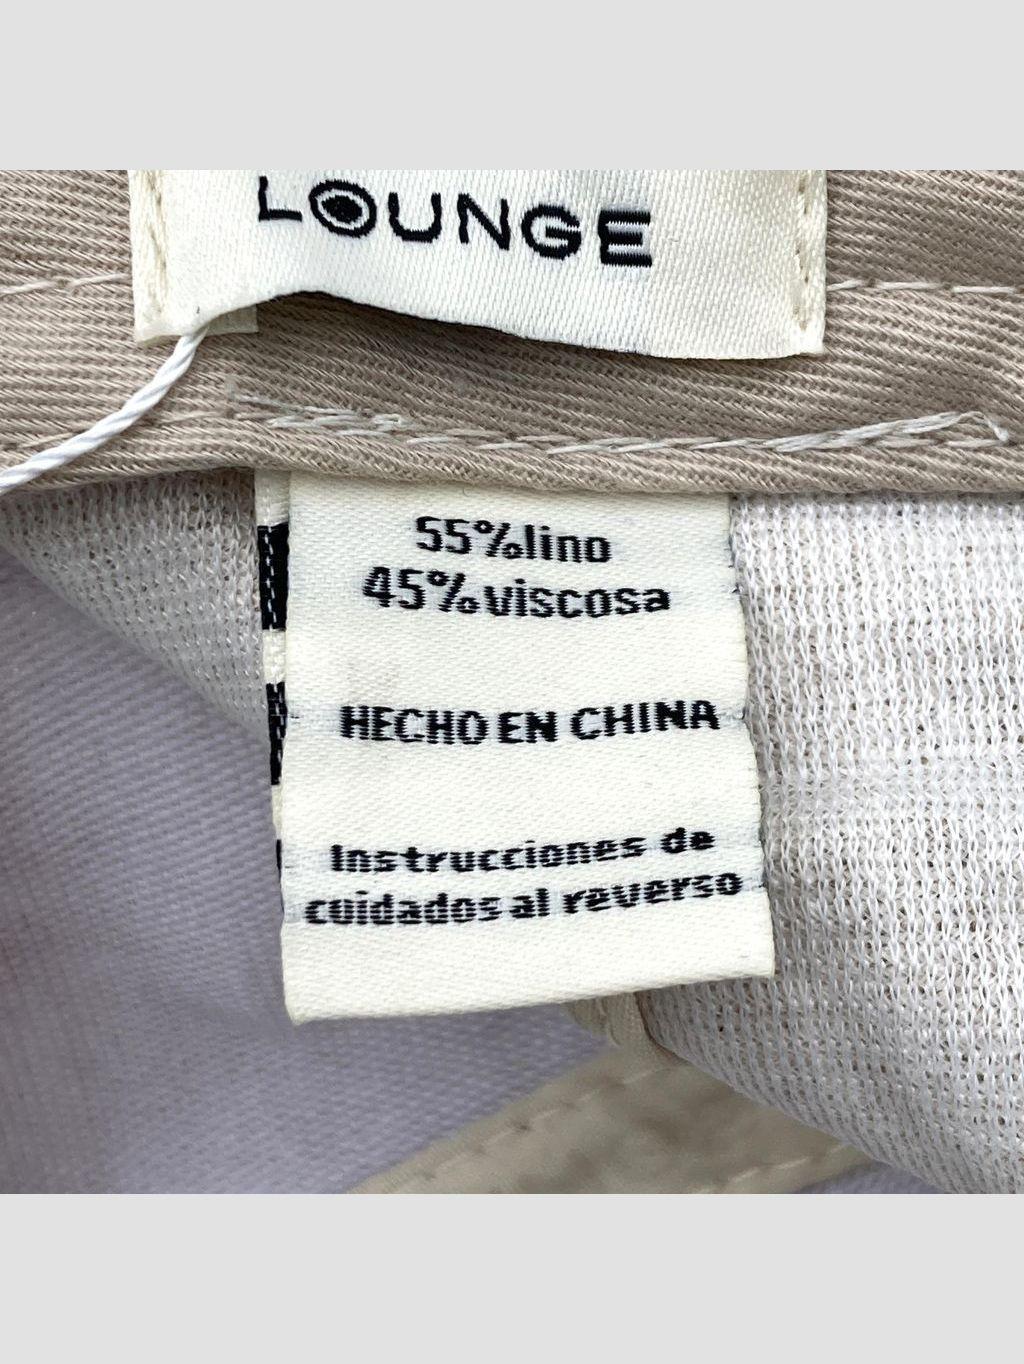 LOUNGE
55%lino
45%viscosa
HECHO EN CHINA
Instrucciones de
cuidados al reverso